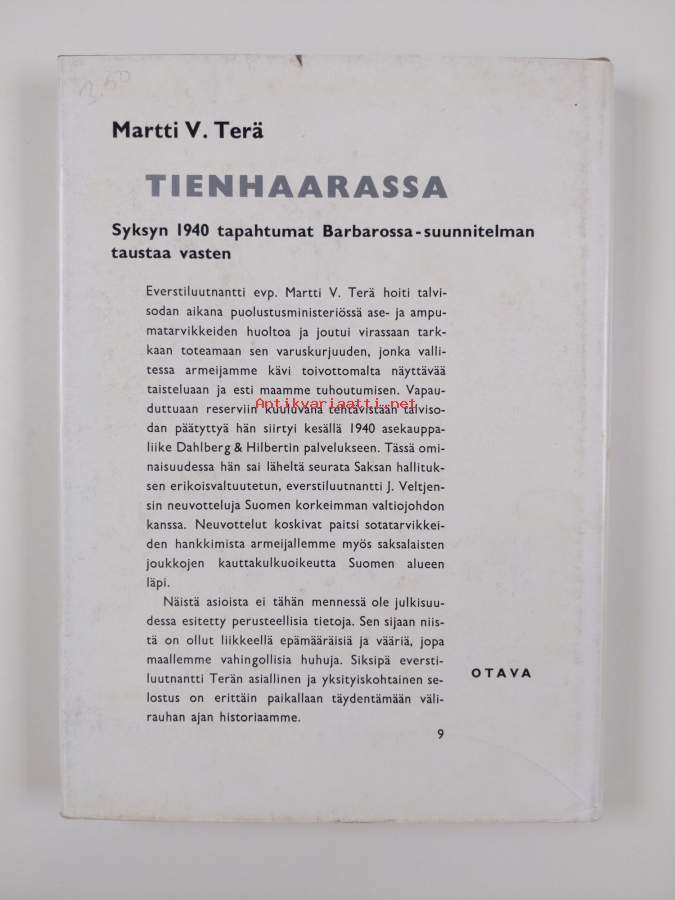 3,50
Martti V. Terä
TIENHAARASSA
Syksyn 1940 tapahtumat Barbarossa-suunnitelman
taustaa vasten
Everstiluutnantti evp. Martti V. Terä hoiti talvi-
sodan aikana puolustusministeriössä ase- ja ampu-
matarvikkeiden huoltoa ja joutui virassaan tark-
kaan toteamaan sen varuskurjuuden, jonka valli-
tessa armeijamme kävi toivottomalta näyttävää
taisteluaan ja esti maamme tuhoutumisen. Vapau-
duttuaan reserviin kuuluvana tehtävistään talviso-
Antikvariaatti.net
dan päätyttyä hän siirtyi kesällä 1940 asekauppa-
liike Dahlberg & Hilbertin palvelukseen. Tässä omi-
naisuudessa hän sai läheltä seurata Saksan hallituk-
sen erikoisvaltuutetun, everstiluutnantti J. Veltjen-
sin neuvotteluja Suomen korkeimman valtiojohdon
kanssa. Neuvottelut koskivat paitsi sotatarvikkei-
den hankkimista armeijallemme myös saksalaisten
joukkojen kauttakulkuoikeutta Suomen alueen
läpi.
Näistä asioista ei tähän mennessä ole julkisuu-
dessa esitetty perusteellisia tietoja. Sen sijaan niis-
tä on ollut liikkeellä epämääräisiä ja vääriä, jopa
maallemme vahingollisia huhuja. Siksipä eversti-
luutnantti Terän asiallinen ja yksityiskohtainen se-
lostus on erittäin paikallaan täydentämään väli-
rauhan ajan historiaamme.
OTAVA
9